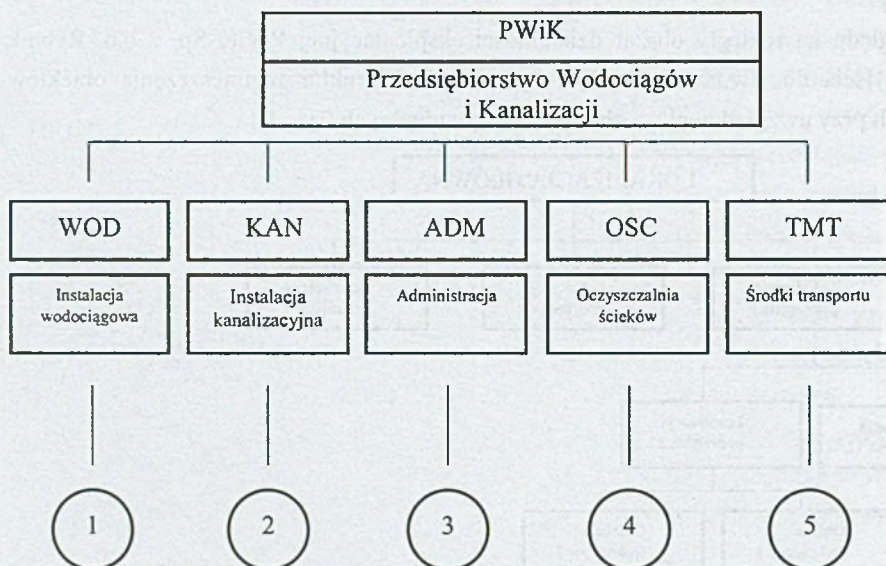 PWiK
Przedsiębiorstwo Wodociągów
i Kanalizacji
WOD
KAN
ADM
OSC
TMT
Instalacja
wodociągowa
Instalacja
kanalizacyjna
Administracja
Oczyszczalnia
ścieków
Środki transportu
1
2
3
4
5